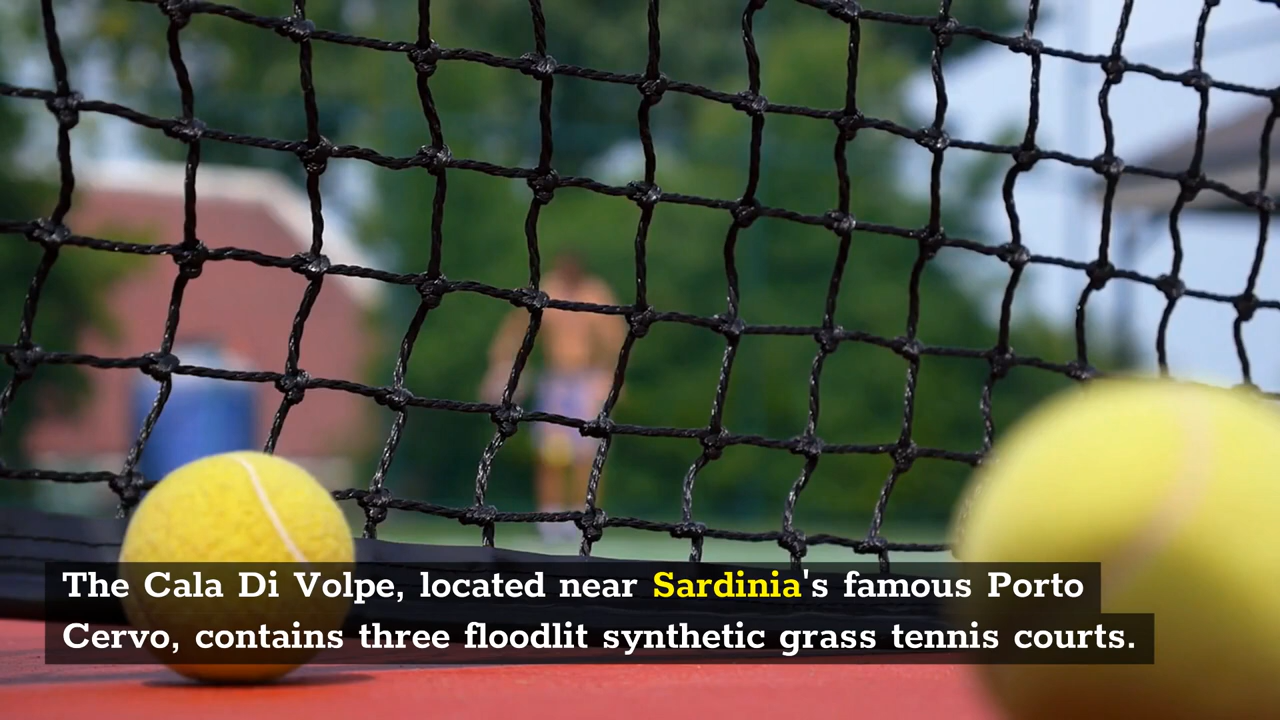 The Cala Di Volpe, located near Sardinia's famous Porto
Cervo, contains three floodlit synthetic grass tennis courts.